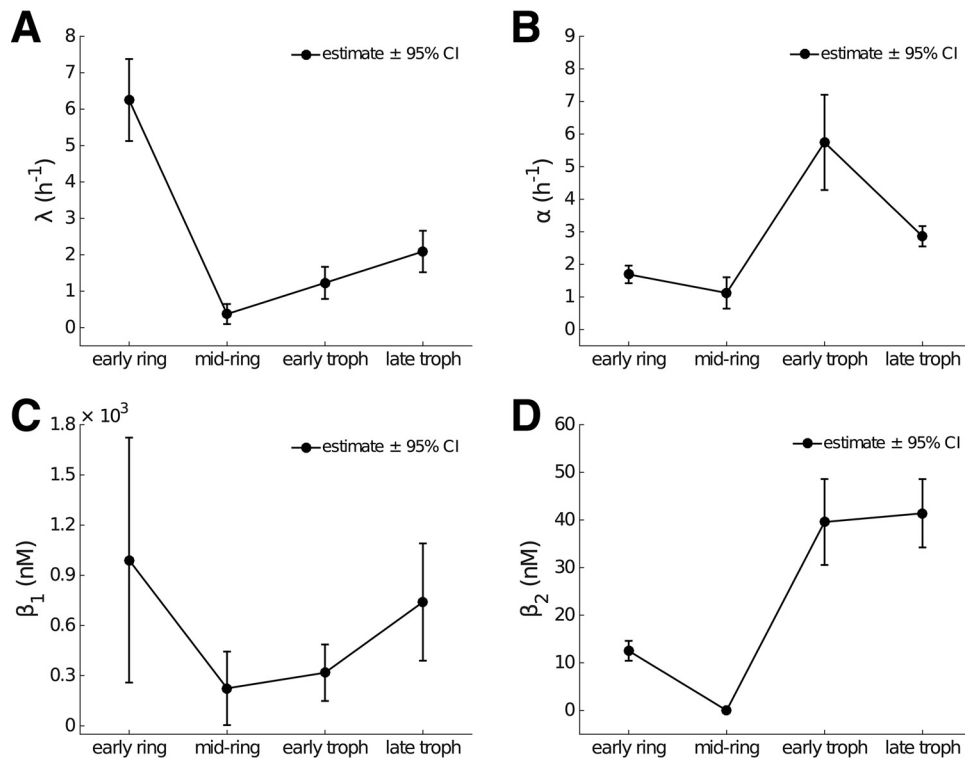 A
8
7
6
5
4
3
2
1
0
λ (h⁻¹)
estimate ± 95% CI
early ring mid-ring early troph late troph
B
9
8
7
6
5
4
3
2
1
0
α (h⁻¹)
estimate ± 95% CI
early ring mid-ring early troph late troph
C
1.8 × 10³
1.5
1.2
0.9
0.6
0.3
0
β₁ (nM)
estimate ± 95% CI
early ring mid-ring early troph late troph
D
60
50
40
30
20
10
0
β₂ (nM)
estimate ± 95% CI
early ring mid-ring early troph late troph